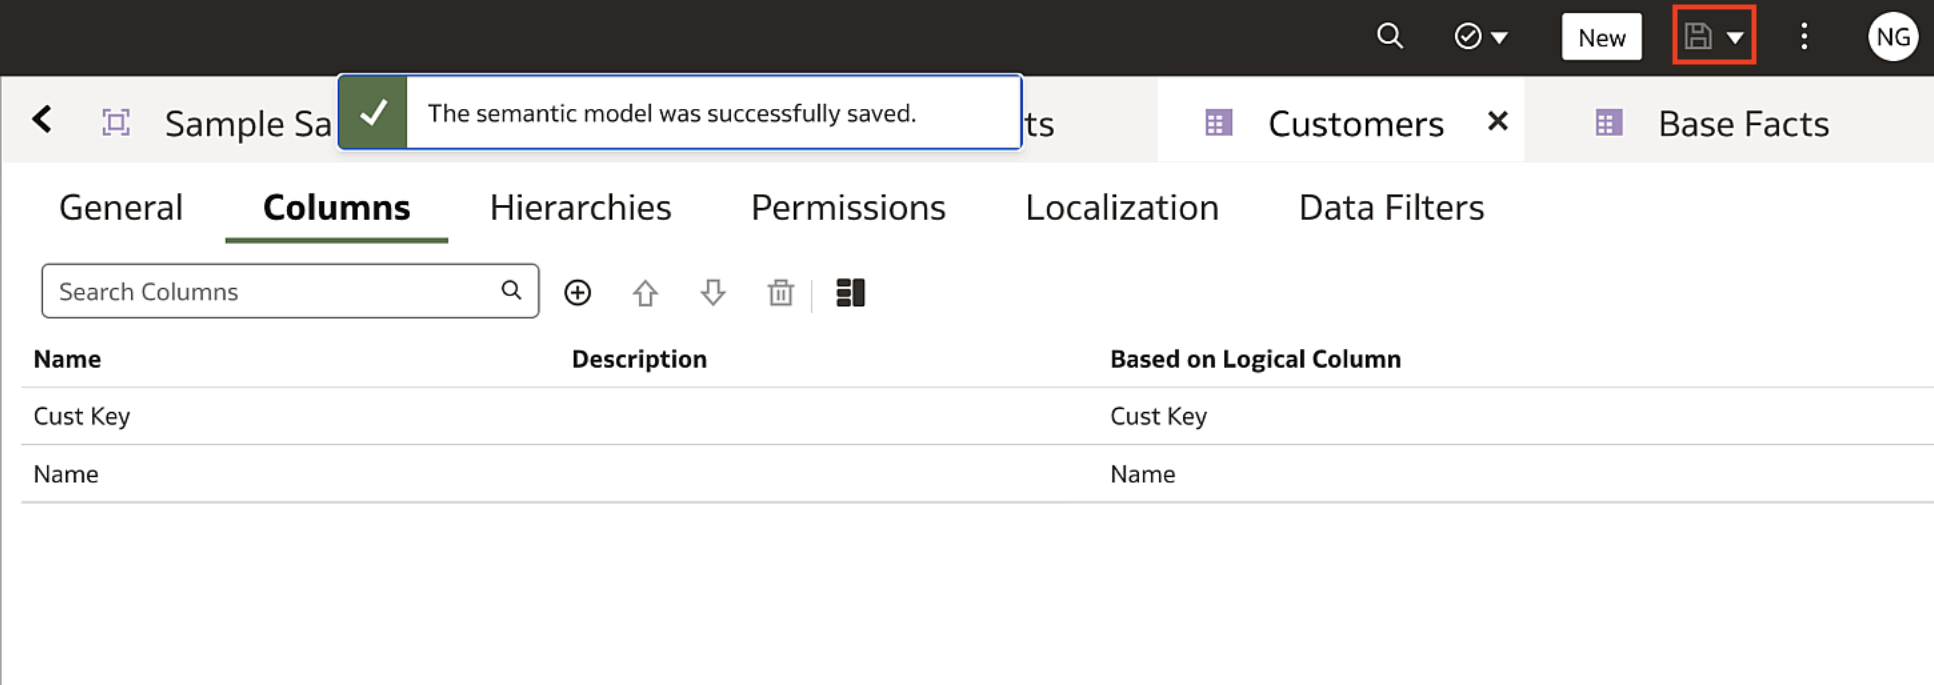 New
NG
Sample Sa
The semantic model was successfully saved.
ts
Customers
Base Facts
General Columns Hierarchies Permissions Localization Data Filters
Search Columns
Name Description Based on Logical Column
Cust Key Cust Key
Name Name